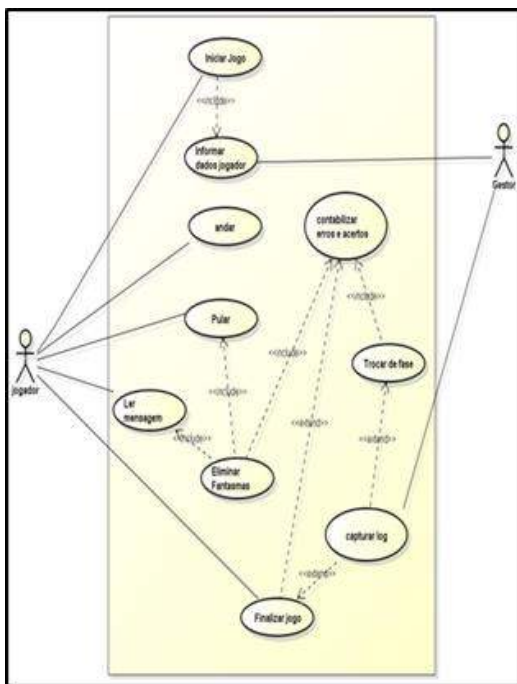 Iniciar Jogo
<<include>>
Informar
dados jogador
Gestor
andar
contabilizar
erros e acertos
<<include>>
Pular
<<include>>
Trocar de fase
jogador
<<include>>
Ler
mensagem
<<extend>>
<<include>>
<<extend>>
Eliminar
Fantasmas
capturar log
<<extend>>
Finalizar jogo